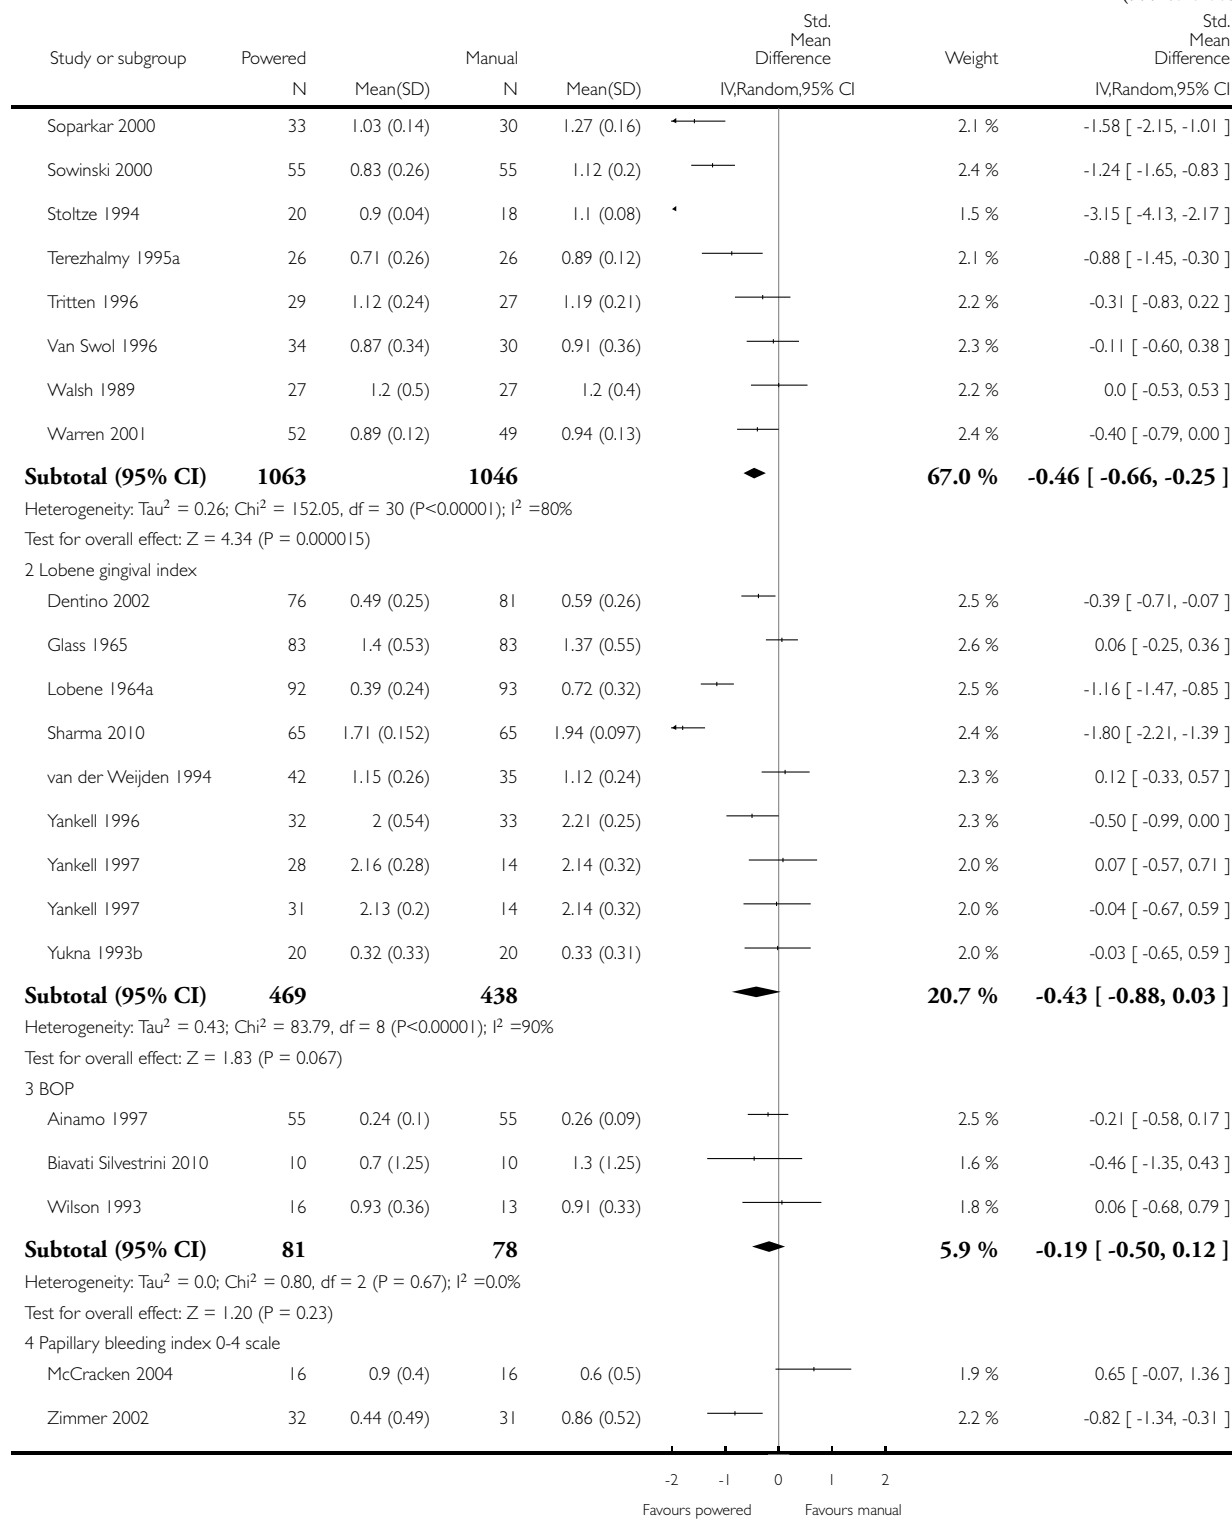 Std. Std.
Mean Mean
Study or subgroup Powered Manual Difference Weight Difference
N Mean(SD) N Mean(SD) IV,Random,95% CI IV,Random,95% CI
Soparkar 2000 33 1.03 (0.14) 30 1.27 (0.16) 2.1 % -1.58 [ -2.15, -1.01 ]
Sowinski 2000 55 0.83 (0.26) 55 1.12 (0.2) 2.4 % -1.24 [ -1.65, -0.83 ]
Stoltze 1994 20 0.9 (0.04) 18 1.1 (0.08) 1.5 % -3.15 [ -4.13, -2.17 ]
Terezhalmy 1995a 26 0.71 (0.26) 26 0.89 (0.12) 2.1 % -0.88 [ -1.45, -0.30 ]
Tritten 1996 29 1.12 (0.24) 27 1.19 (0.21) 2.2 % -0.31 [ -0.83, 0.22 ]
Van Swol 1996 34 0.87 (0.34) 30 0.91 (0.36) 2.3 % -0.11 [ -0.60, 0.38 ]
Walsh 1989 27 1.2 (0.5) 27 1.2 (0.4) 2.2 % 0.0 [ -0.53, 0.53 ]
Warren 2001 52 0.89 (0.12) 49 0.94 (0.13) 2.4 % -0.40 [ -0.79, 0.00 ]
Subtotal (95% CI) 1063 1046 67.0 % -0.46 [ -0.66, -0.25 ]
Heterogeneity: Tau² = 0.26; Chi² = 152.05, df = 30 (P<0.00001); I² =80%
Test for overall effect: Z = 4.34 (P = 0.000015)
2 Lobene gingival index
Dentino 2002 76 0.49 (0.25) 81 0.59 (0.26) 2.5 % -0.39 [ -0.71, -0.07 ]
Glass 1965 83 1.4 (0.53) 83 1.37 (0.55) 2.6 % 0.06 [ -0.25, 0.36 ]
Lobene 1964a 92 0.39 (0.24) 93 0.72 (0.32) 2.5 % -1.16 [ -1.47, -0.85 ]
Sharma 2010 65 1.71 (0.152) 65 1.94 (0.097) 2.4 % -1.80 [ -2.21, -1.39 ]
van der Weijden 1994 42 1.15 (0.26) 35 1.12 (0.24) 2.3 % 0.12 [ -0.33, 0.57 ]
Yankell 1996 32 2 (0.54) 33 2.21 (0.25) 2.3 % -0.50 [ -0.99, 0.00 ]
Yankell 1997 28 2.16 (0.28) 14 2.14 (0.32) 2.0 % 0.07 [ -0.57, 0.71 ]
Yankell 1997 31 2.13 (0.2) 14 2.14 (0.32) 2.0 % -0.04 [ -0.67, 0.59 ]
Yukna 1993b 20 0.32 (0.33) 20 0.33 (0.31) 2.0 % -0.03 [ -0.65, 0.59 ]
Subtotal (95% CI) 469 438 20.7 % -0.43 [ -0.88, 0.03 ]
Heterogeneity: Tau² = 0.43; Chi² = 83.79, df = 8 (P<0.00001); I² =90%
Test for overall effect: Z = 1.83 (P = 0.067)
3 BOP
Ainamo 1997 55 0.24 (0.1) 55 0.26 (0.09) 2.5 % -0.21 [ -0.58, 0.17 ]
Biavati Silvestrini 2010 10 0.7 (1.25) 10 1.3 (1.25) 1.6 % -0.46 [ -1.35, 0.43 ]
Wilson 1993 16 0.93 (0.36) 13 0.91 (0.33) 1.8 % 0.06 [ -0.68, 0.79 ]
Subtotal (95% CI) 81 78 5.9 % -0.19 [ -0.50, 0.12 ]
Heterogeneity: Tau² = 0.0; Chi² = 0.80, df = 2 (P = 0.67); I² =0.0%
Test for overall effect: Z = 1.20 (P = 0.23)
4 Papillary bleeding index 0-4 scale
McCracken 2004 16 0.9 (0.4) 16 0.6 (0.5) 1.9 % 0.65 [ -0.07, 1.36 ]
Zimmer 2002 32 0.44 (0.49) 31 0.86 (0.52) 2.2 % -0.82 [ -1.34, -0.31 ]
-2 -1 0 1 2
Favours powered Favours manual